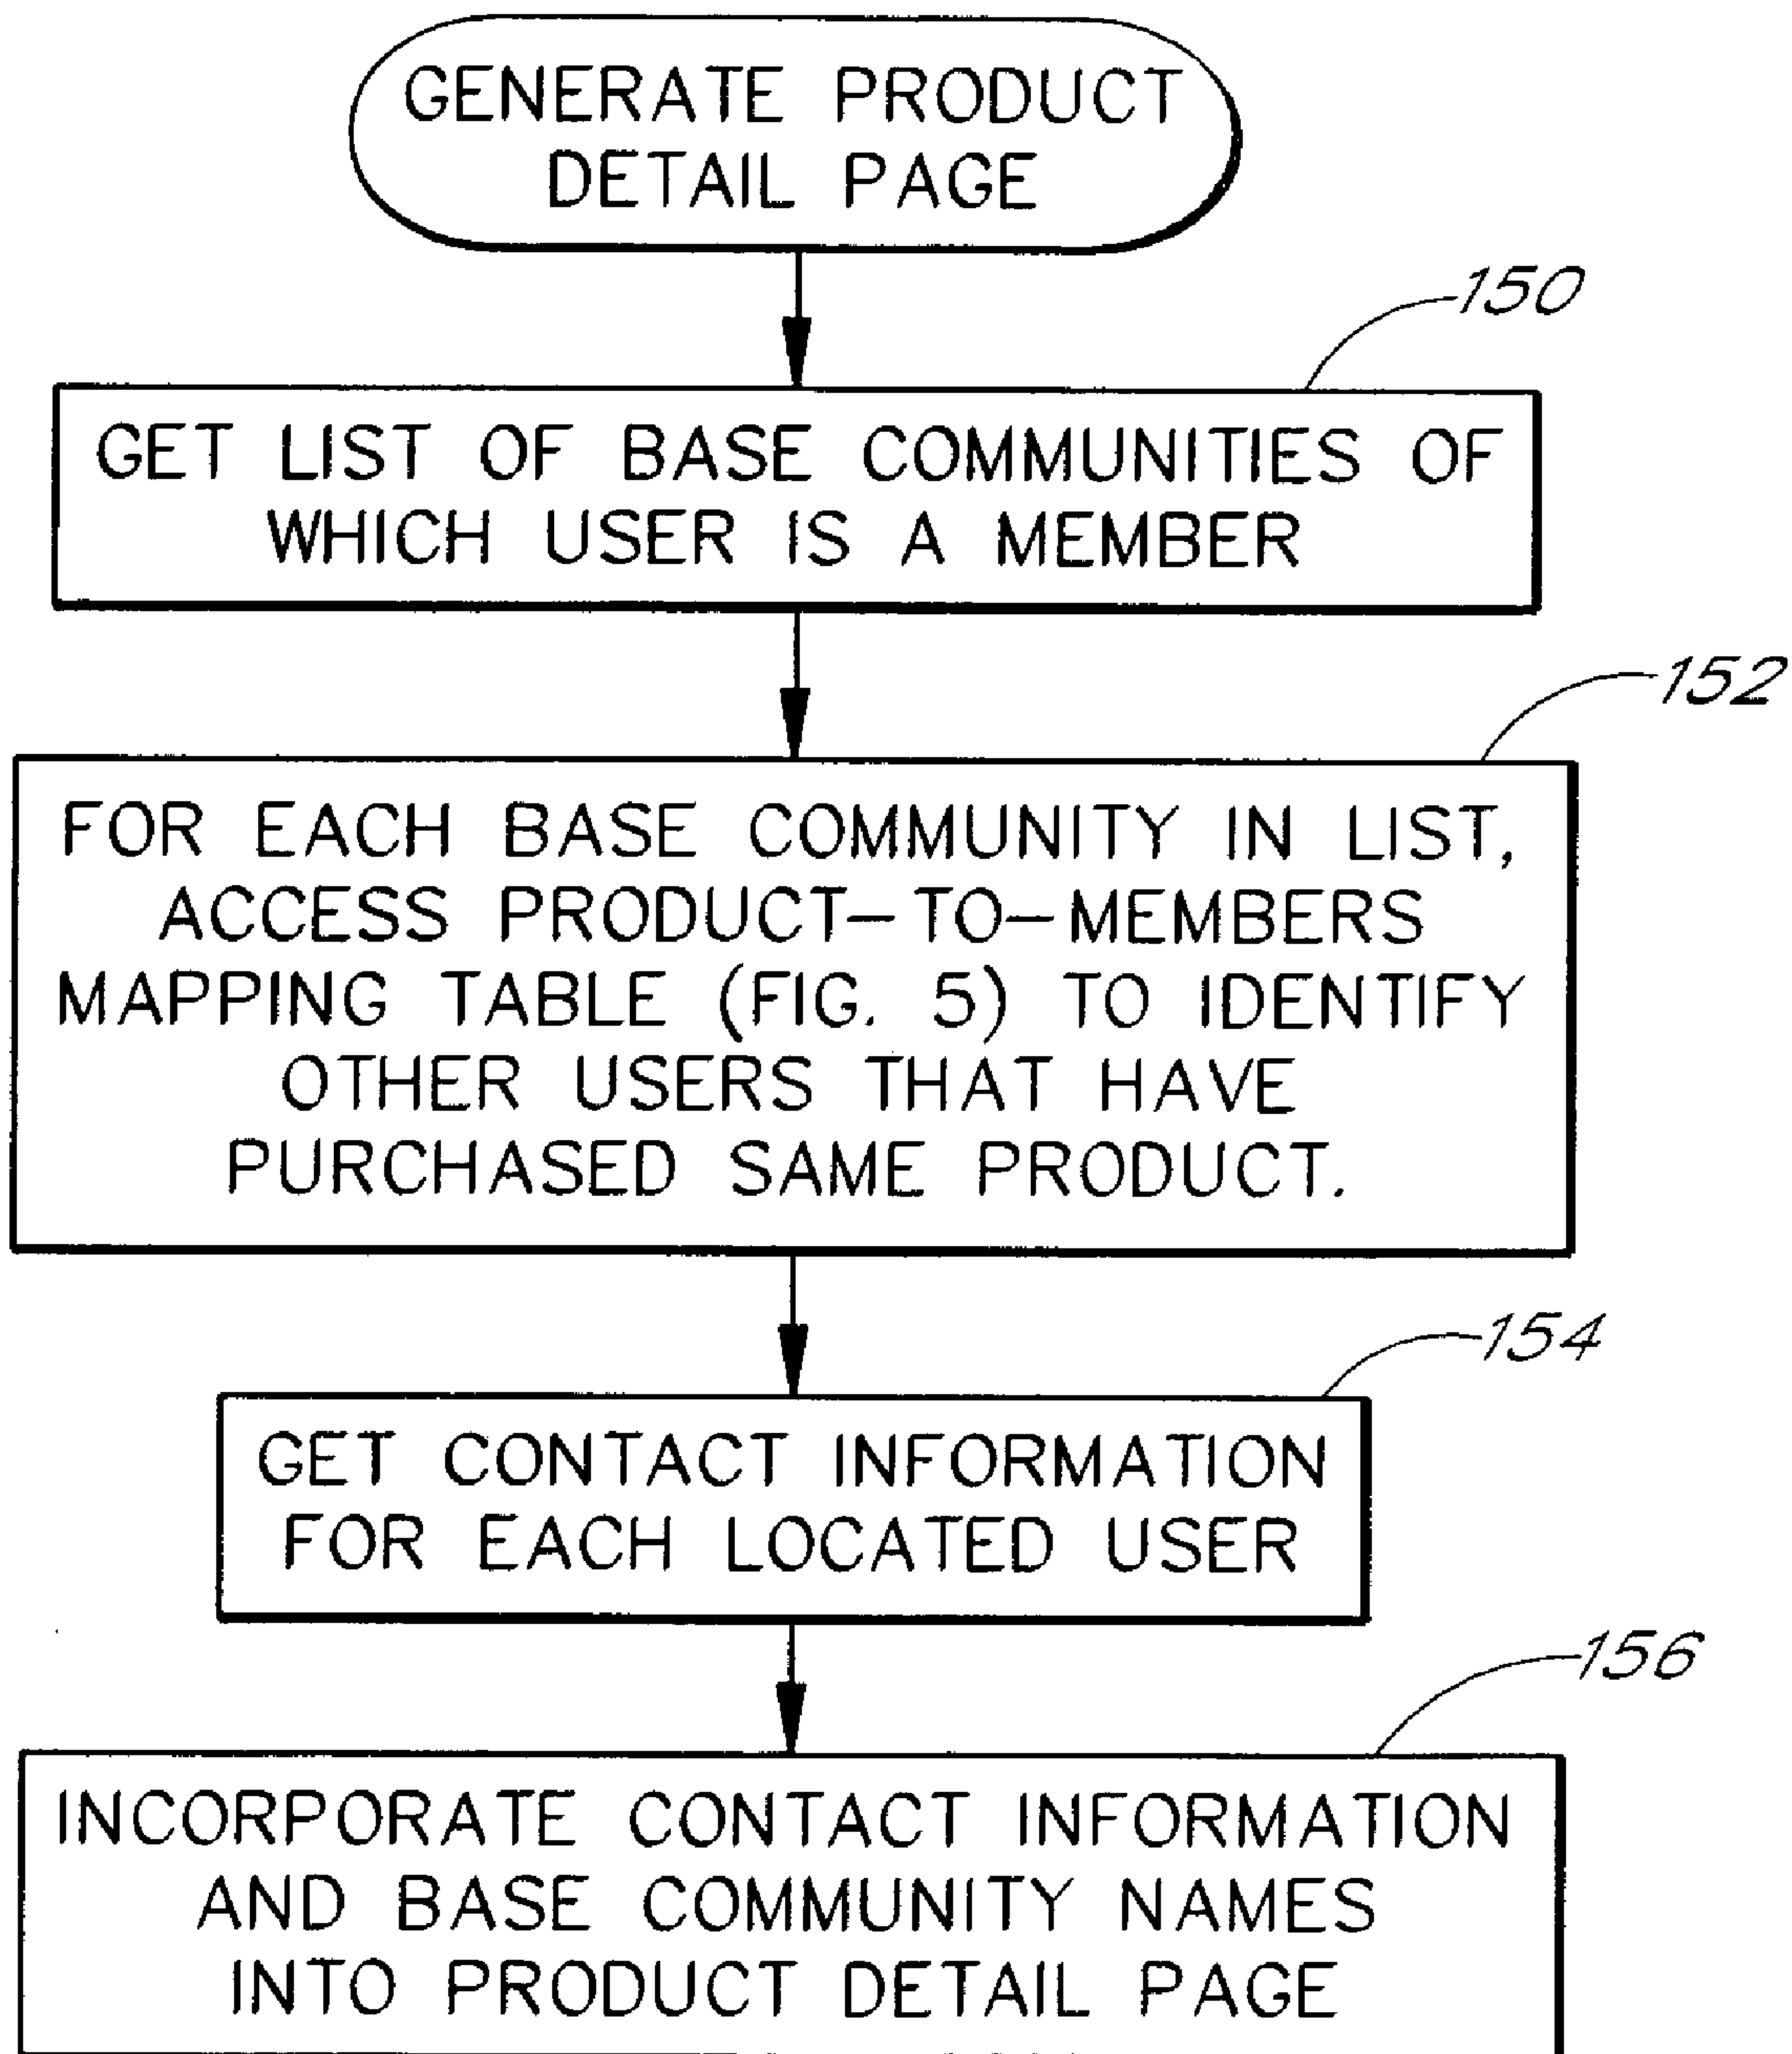 GENERATE PRODUCT
DETAIL PAGE
150
GET LIST OF BASE COMMUNITIES OF
WHICH USER IS A MEMBER
152
FOR EACH BASE COMMUNITY IN LIST,
ACCESS PRODUCT-TO-MEMBERS
MAPPING TABLE (FIG. 5) TO IDENTIFY
OTHER USERS THAT HAVE
PURCHASED SAME PRODUCT.
154
GET CONTACT INFORMATION
FOR EACH LOCATED USER
156
INCORPORATE CONTACT INFORMATION
AND BASE COMMUNITY NAMES
INTO PRODUCT DETAIL PAGE